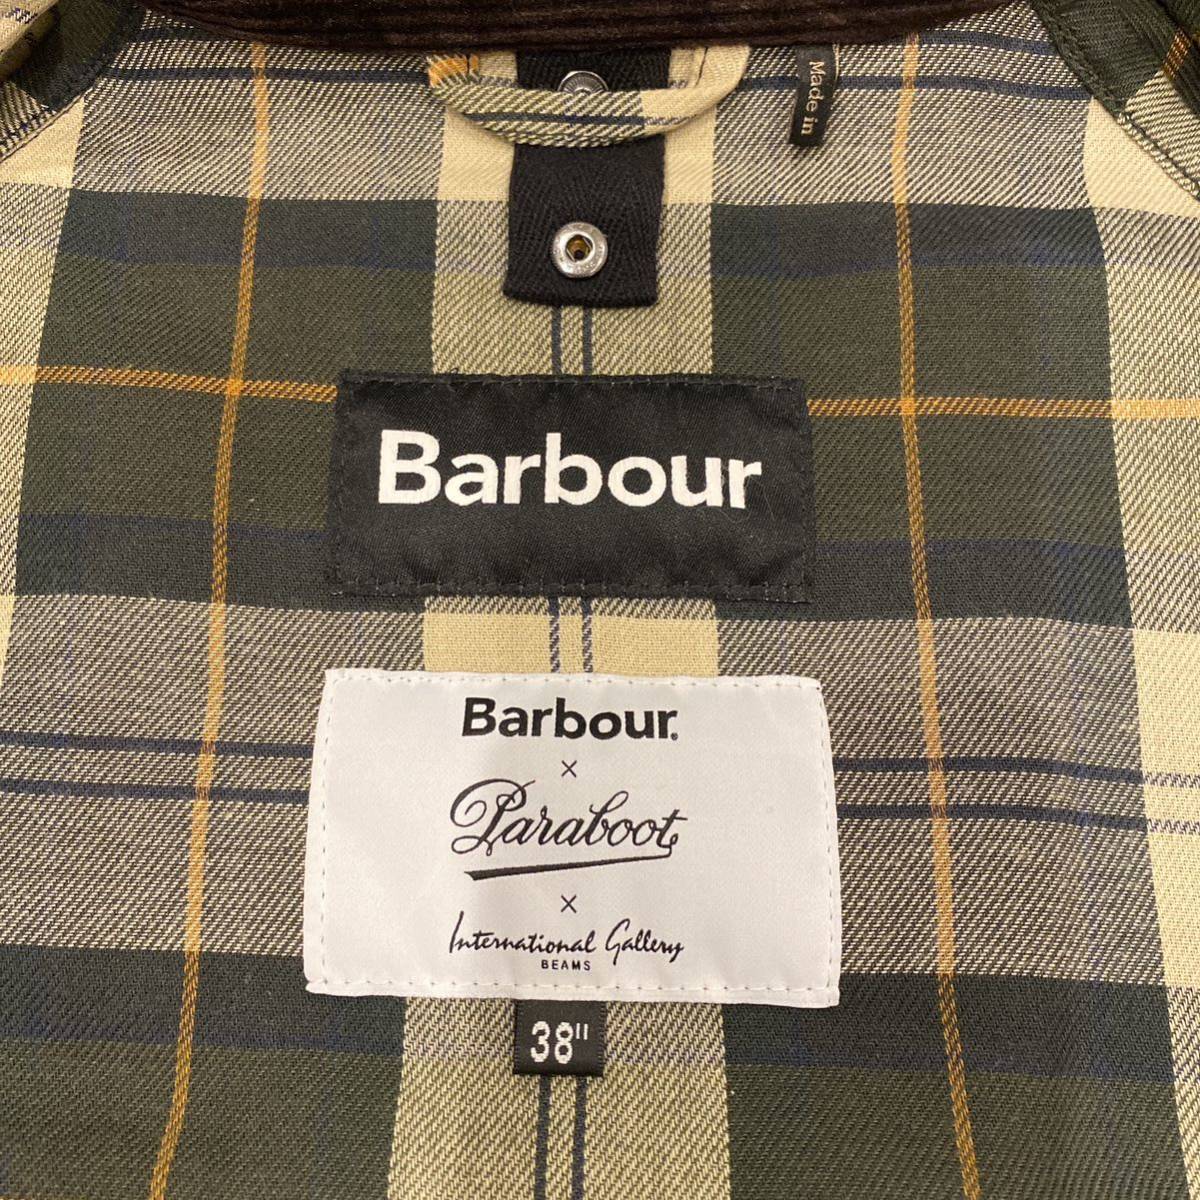 Made in
Barbour
Barbour.
×
Paraboot
×
International Gallery
BEAMS
38"